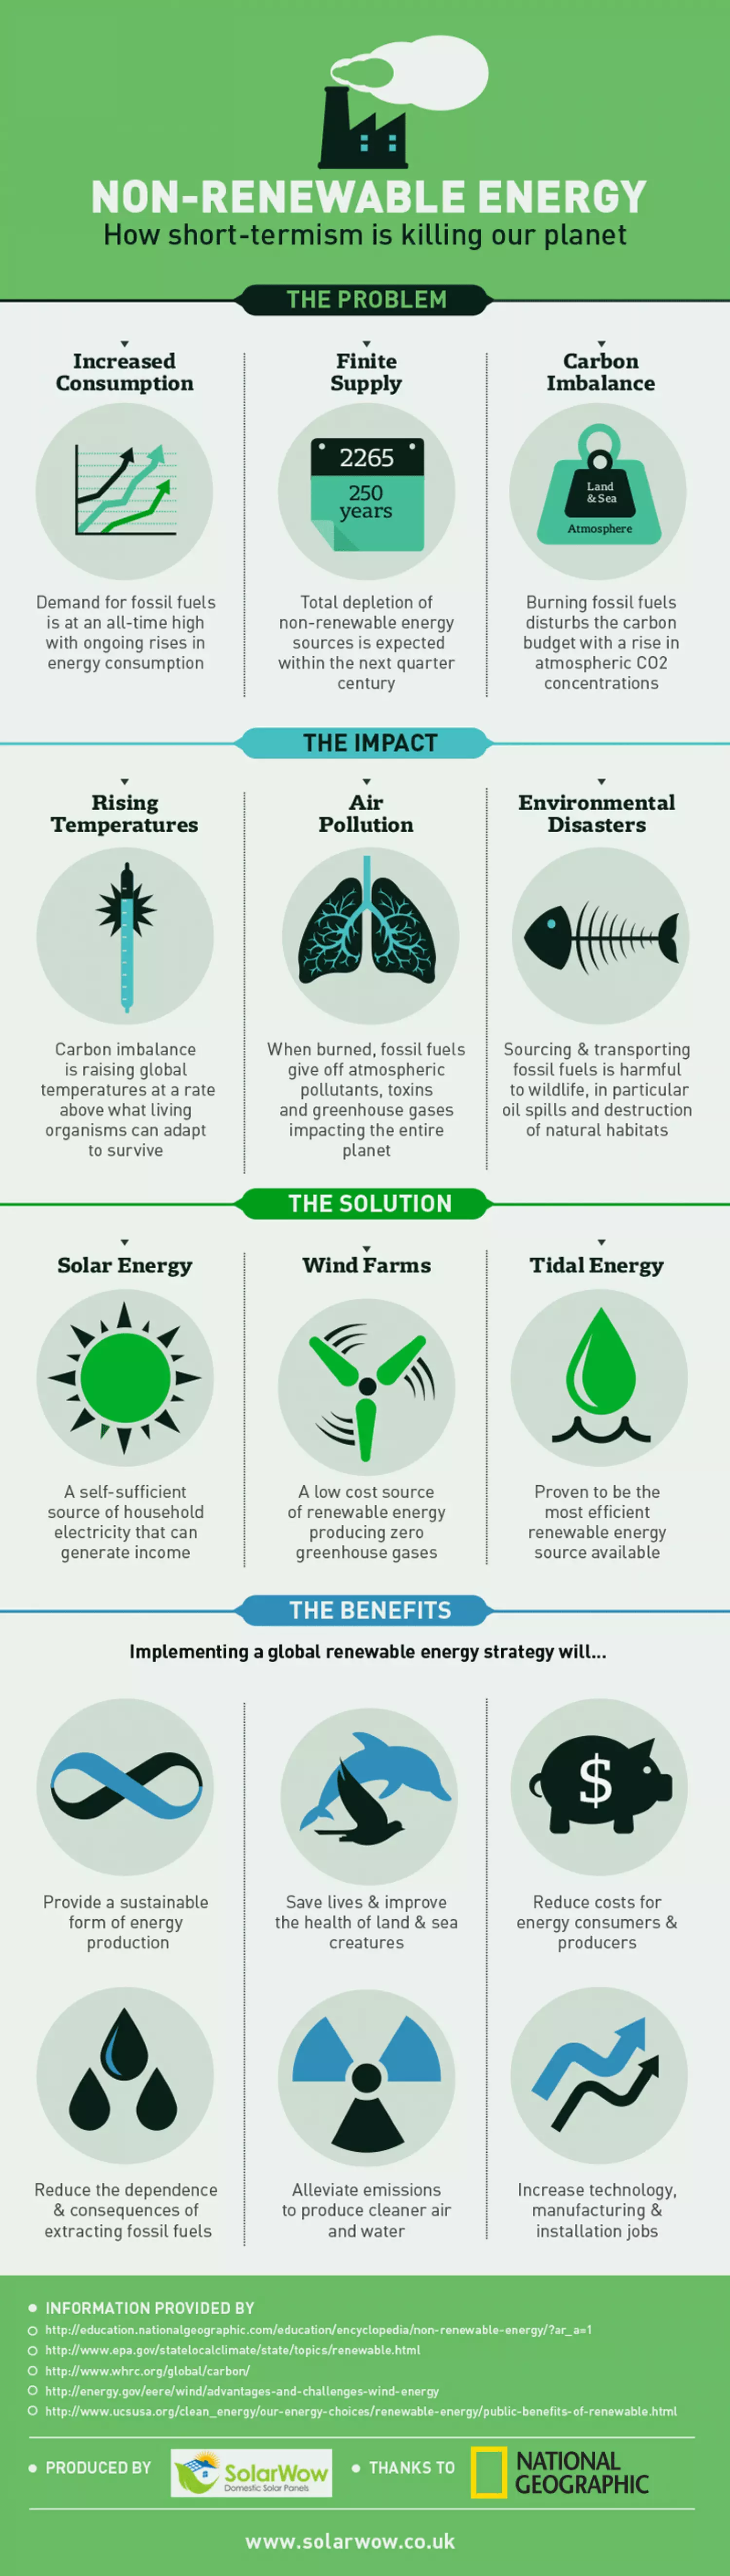 NON-RENEWABLE ENERGY
How short-termism is killing our planet
THE PROBLEM
Increased
Consumption
Demand for fossil fuels
is at an all-time high
with ongoing rises in
energy consumption
Finite
Supply
2265
250
years
Total depletion of
non-renewable energy
sources is expected
within the next quarter
century
Carbon
Imbalance
Land
& Sea
Atmosphere
Burning fossil fuels
disturbs the carbon
budget with a rise in
atmospheric CO2
concentrations
THE IMPACT
Rising
Temperatures
Carbon imbalance
is raising global
temperatures at a rate
above what living
organisms can adapt
to survive
Air
Pollution
When burned, fossil fuels
give off atmospheric
pollutants, toxins
and greenhouse gases
impacting the entire
planet
Environmental
Disasters
Sourcing & transporting
fossil fuels is harmful
to wildlife, in particular
oil spills and destruction
of natural habitats
THE SOLUTION
Solar Energy
A self-sufficient
source of household
electricity that can
generate income
Wind Farms
A low cost source
of renewable energy
producing zero
greenhouse gases
Tidal Energy
Proven to be the
most efficient
renewable energy
source available
THE BENEFITS
Implementing a global renewable energy strategy will...
Provide a sustainable
form of energy
production
Save lives & improve
the health of land & sea
creatures
$
Reduce costs for
energy consumers &
producers
Reduce the dependence
& consequences of
extracting fossil fuels
Alleviate emissions
to produce cleaner air
and water
Increase technology,
manufacturing &
installation jobs
INFORMATION PROVIDED BY
http://education.nationalgeographic.com/education/encyclopedia/non-renewable-energy/?ar_a=1
http://www.epa.gov/statelocalclimate/state/topics/renewable.html
http://www.whrc.org/global/carbon/
http://energy.gov/eere/wind/advantages-and-challenges-wind-energy
http://www.ucsusa.org/clean_energy/our-energy-choices/renewable-energy/public-benefits-of-renewable.html
PRODUCED BY
SolarWow
Domestic Solar Panels
THANKS TO
NATIONAL
GEOGRAPHIC
www.solarwow.co.uk